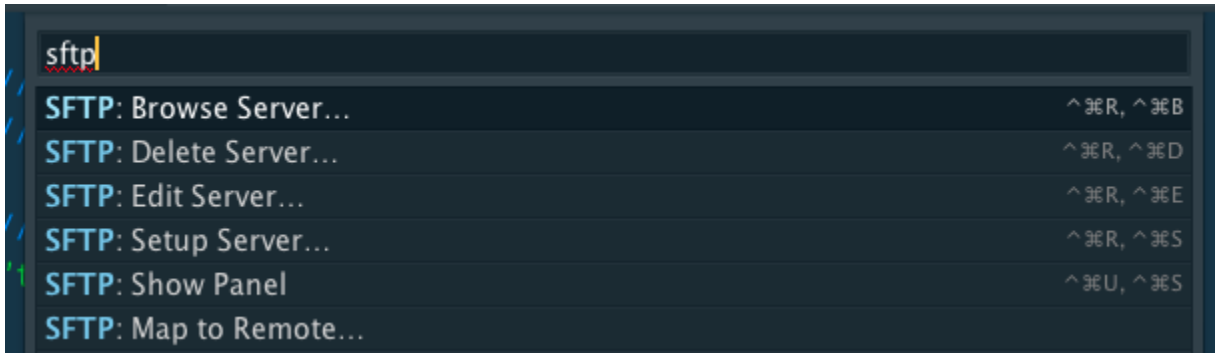 sftp
SFTP: Browse Server... ^⌘R, ^⌘B
SFTP: Delete Server... ^⌘R, ^⌘D
SFTP: Edit Server... ^⌘R, ^⌘E
SFTP: Setup Server... ^⌘R, ^⌘S
SFTP: Show Panel ^⌘U, ^⌘S
SFTP: Map to Remote...